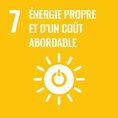 7 ÉNERGIE PROPRE
ET D'UN COÛT
ABORDABLE